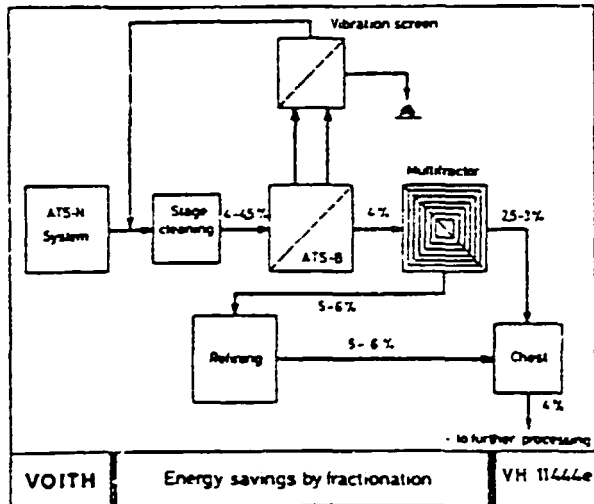 Vibration screen
Multifractor
ATS-N
System
Stage
cleaning
4-4,5%
ATS-B
4%
2,5-3%
5-6%
Refining
5-6%
Chest
4%
- to further processing
VOITH
Energy savings by fractionation
VH 11444e